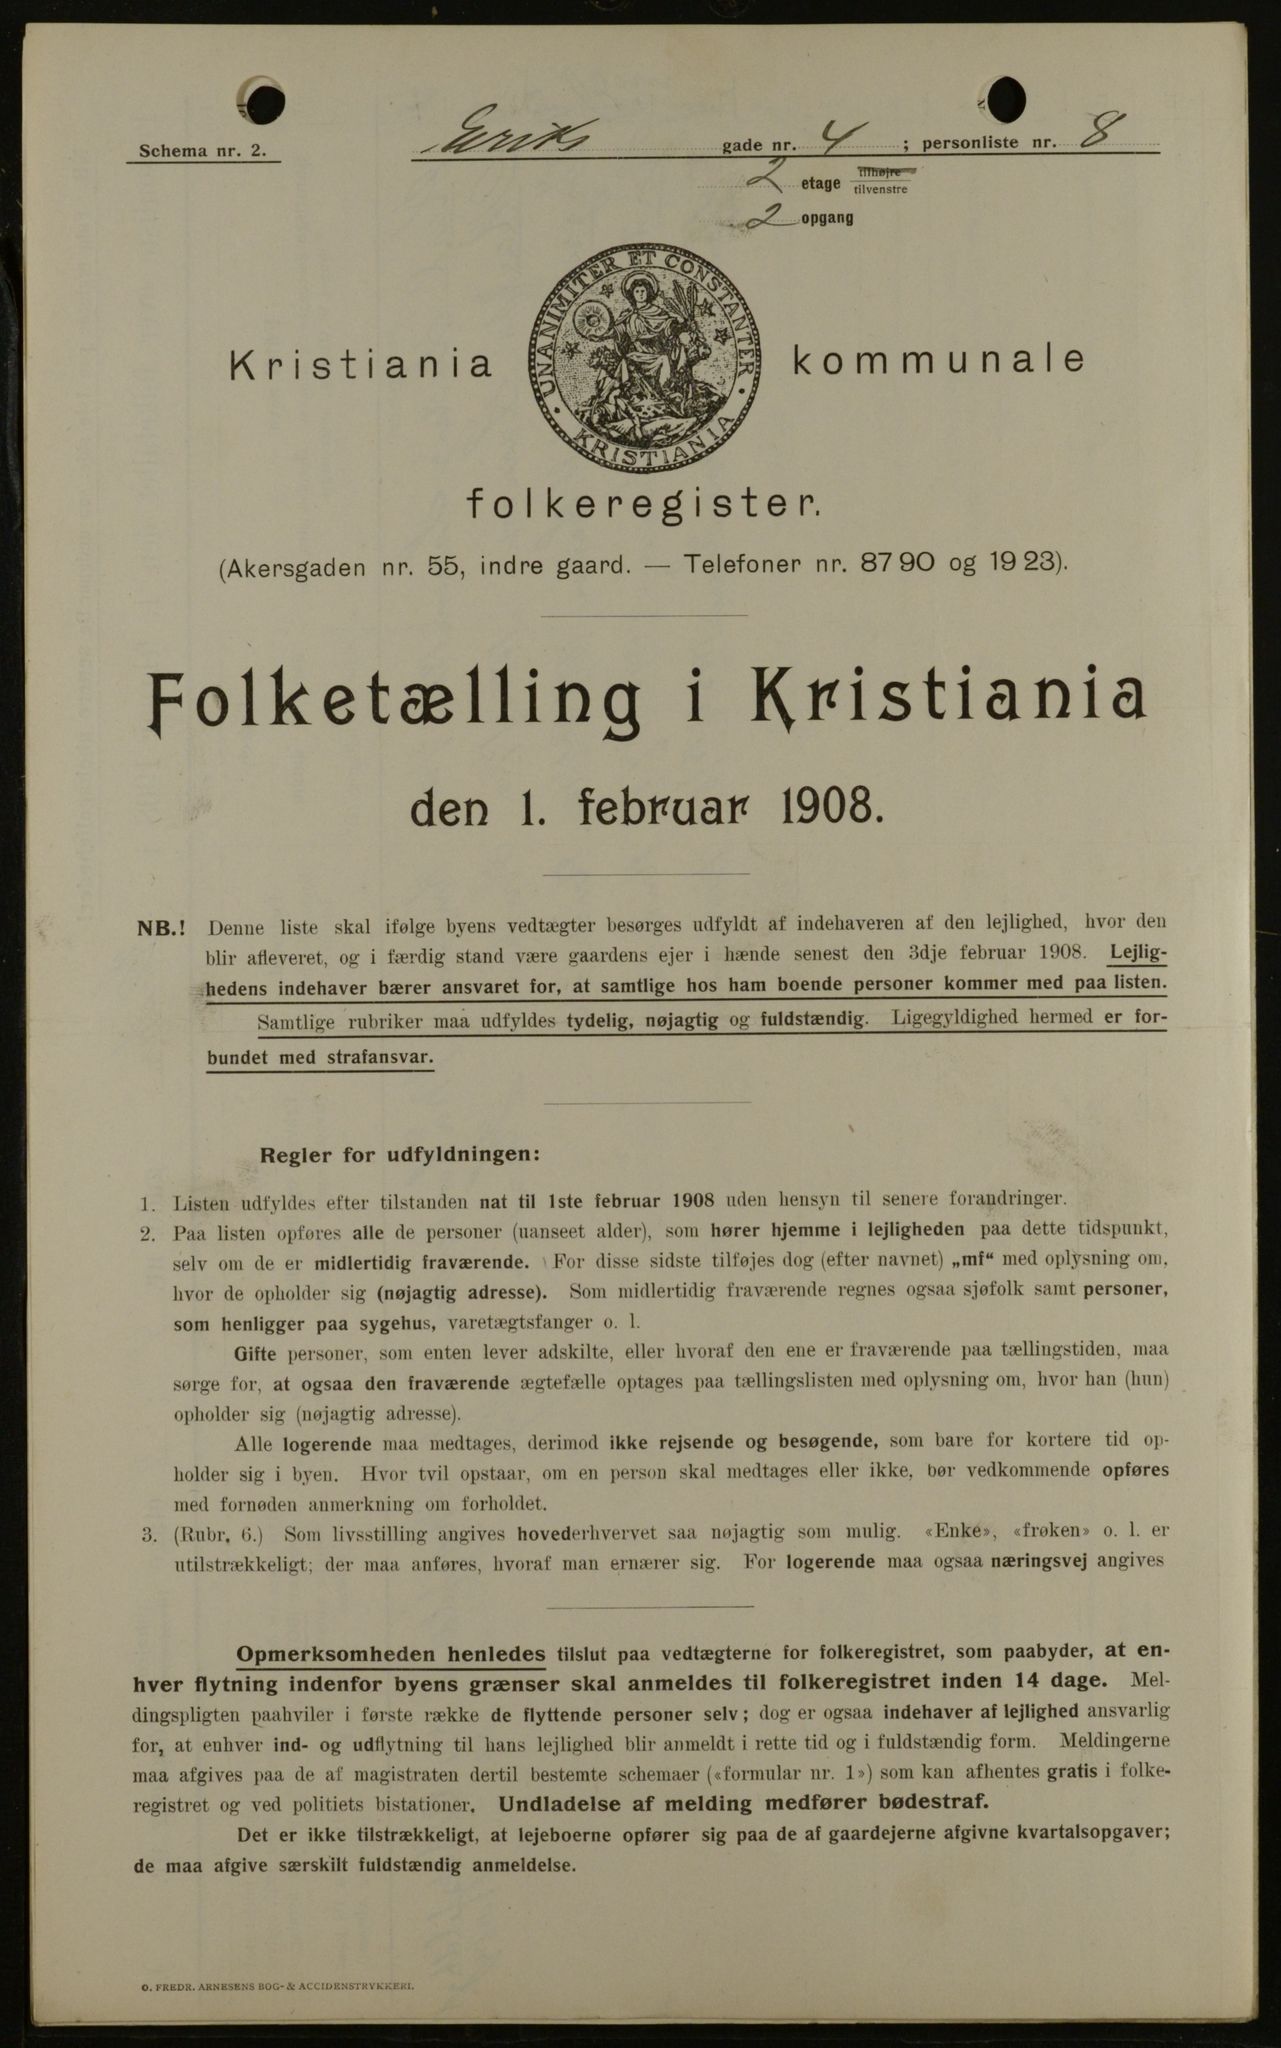 Schema nr. 2.
Eriks gade nr. 4 ; personliste nr. 8
2 etage tilhøjre
tilvenstre
2 opgang
UNANIMITER ET CONSTANTER
KRISTIANIA
Kristiania kommunale
folkeregister.
(Akersgaden nr. 55, indre gaard. — Telefoner nr. 87 90 og 19 23).
Folketælling i Kristiania
den 1. februar 1908.
NB.! Denne liste skal ifølge byens vedtægter besørges udfyldt af indehaveren af den lejlighed, hvor den
blir afleveret, og i færdig stand være gaardens ejer i hænde senest den 3dje februar 1908. Lejlig-
hedens indehaver bærer ansvaret for, at samtlige hos ham boende personer kommer med paa listen.
Samtlige rubriker maa udfyldes tydelig, nøjagtig og fuldstændig. Ligegyldighed hermed er for-
bundet med strafansvar.
Regler for udfyldningen:
1. Listen udfyldes efter tilstanden nat til 1ste februar 1908 uden hensyn til senere forandringer.
2. Paa listen opføres alle de personer (uanseet alder), som hører hjemme i lejligheden paa dette tidspunkt,
selv om de er midlertidig fraværende. For disse sidste tilføjes dog (efter navnet) „mf“ med oplysning om,
hvor de opholder sig (nøjagtig adresse). Som midlertidig fraværende regnes ogsaa sjøfolk samt personer,
som henligger paa sygehus, varetægtsfanger o. l.
Gifte personer, som enten lever adskilte, eller hvoraf den ene er fraværende paa tællingstiden, maa
sørge for, at ogsaa den fraværende ægtefælle optages paa tællingslisten med oplysning om, hvor han (hun)
opholder sig (nøjagtig adresse).
Alle logerende maa medtages, derimod ikke rejsende og besøgende, som bare for kortere tid op-
holder sig i byen. Hvor tvil opstaar, om en person skal medtages eller ikke, bør vedkommende opføres
med fornøden anmerkning om forholdet.
3. (Rubr. 6.) Som livsstilling angives hovederhvervet saa nøjagtig som mulig. «Enke», «frøken» o. l. er
utilstrækkeligt; der maa anføres, hvoraf man ernærer sig. For logerende maa ogsaa næringsvej angives
Opmerksomheden henledes tilslut paa vedtægterne for folkeregistret, som paabyder, at en-
hver flytning indenfor byens grænser skal anmeldes til folkeregistret inden 14 dage. Mel-
dingspligten paahviler i første række de flyttende personer selv; dog er ogsaa indehaver af lejlighed ansvarlig
for, at enhver ind- og udflytning til hans lejlighed blir anmeldt i rette tid og i fuldstændig form. Meldingerne
maa afgives paa de af magistraten dertil bestemte schemaer («formular nr. 1») som kan afhentes gratis i folke-
registret og ved politiets bistationer. Undladelse af melding medfører bødestraf.
Det er ikke tilstrækkeligt, at lejeboerne opfører sig paa de af gaardejerne afgivne kvartalsopgaver;
de maa afgive særskilt fuldstændig anmeldelse.
O. FREDR. ARNESENS BOG- & ACCIDENSTRYKKERI.